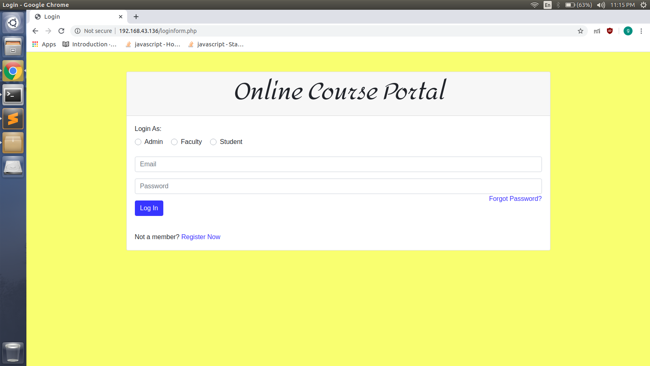 Login - Google Chrome
En
(63%)
11:15 PM
Login
Not secure
192.168.43.136/loginform.php
Apps
Introduction -...
javascript - Ho...
javascript - Sta...
Online Course Portal
Login As:
Admin Faculty Student
Email
Password
Forgot Password?
Log In
Not a member? Register Now